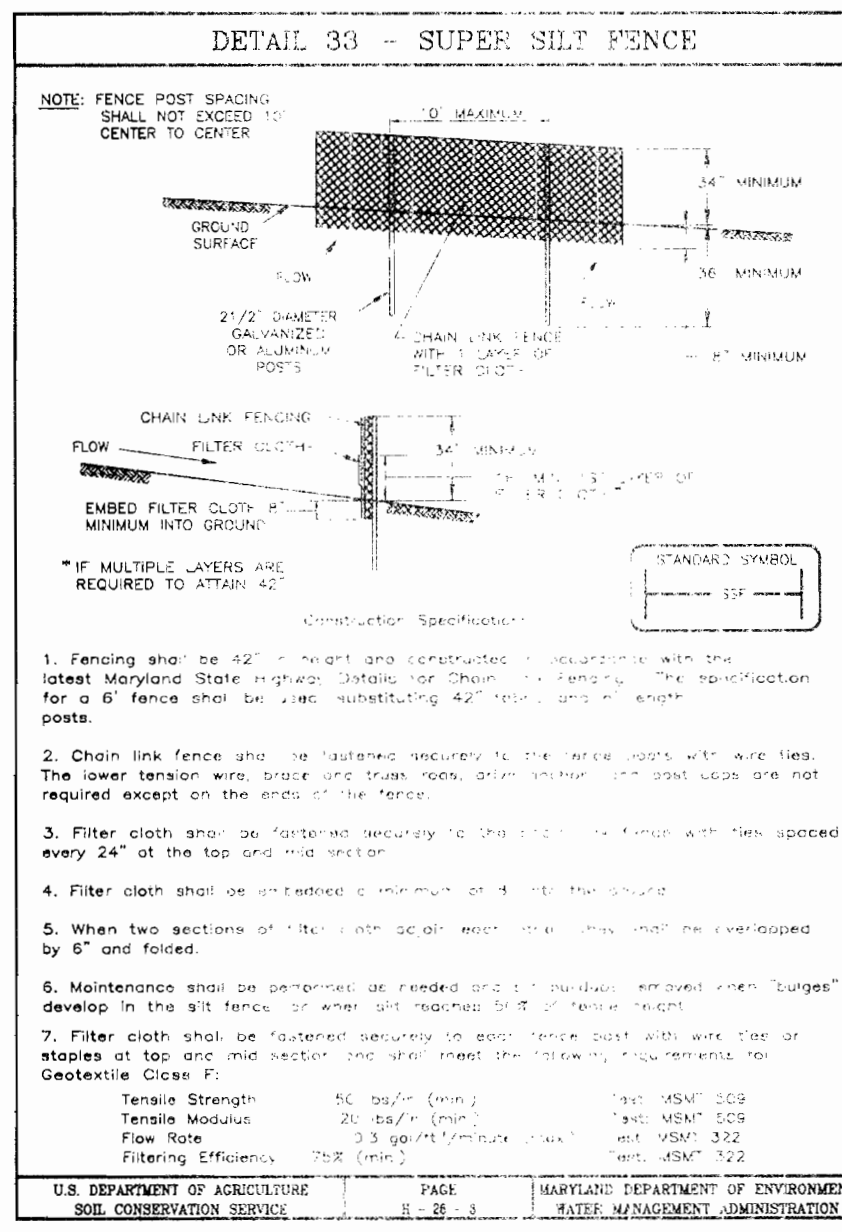 DETAIL 33 - SUPER SILT FENCE
NOTE: FENCE POST SPACING
SHALL NOT EXCEED 10'
CENTER TO CENTER
10' MAXIMUM
34" MINIMUM
GROUND
SURFACE
FLOW
36" MINIMUM
FLOW
2 1/2" DIAMETER
GALVANIZED
OR ALUMINUM
POSTS
CHAIN LINK FENCE
WITH 1 LAYER OF
FILTER CLOTH
8" MINIMUM
CHAIN LINK FENCING
FLOW
FILTER CLOTH
34" MINIMUM
LAYER OF
EMBED FILTER CLOTH 8"
MINIMUM INTO GROUND
* IF MULTIPLE LAYERS ARE
REQUIRED TO ATTAIN 42"
STANDARD SYMBOL
SSF
Construction Specifications
1. Fencing shall be 42" in height and constructed in accordance with the
latest Maryland State Highway Details for Chain Link Fencing. The specification
for a 6' fence shall be used, substituting 42" and length
posts.
2. Chain link fence shall be fastened securely to the fence posts with wire ties.
The lower tension wire, brace and truss rods, drive anchors and post caps are not
required except on the ends of the fence.
3. Filter cloth shall be fastened securely to the chain link fence with ties spaced
every 24" at the top and mid section
4. Filter cloth shall be embedded a minimum of 8" into the ground
5. When two sections of filter cloth adjoin each other they shall be overlapped
by 6" and folded.
6. Maintenance shall be performed as needed and silt buildups removed when "bulges"
develop in the silt fence, or when silt reaches 50% of fence height
7. Filter cloth shall be fastened securely to each fence post with wire ties or
staples at top and mid section and shall meet the following requirements for
Geotextile Class F:
Tensile Strength 50 lbs/in (min.) Test: MSMT 509
Tensile Modulus 20 lbs/in (min.) Test: MSMT 509
Flow Rate 0.3 gal/ft²/minute (max.) Test: MSMT 322
Filtering Efficiency 75% (min.) Test: MSMT 322
U.S. DEPARTMENT OF AGRICULTURE
SOIL CONSERVATION SERVICE
PAGE
H - 26 - 3
MARYLAND DEPARTMENT OF ENVIRONMEN
WATER MANAGEMENT ADMINISTRATION